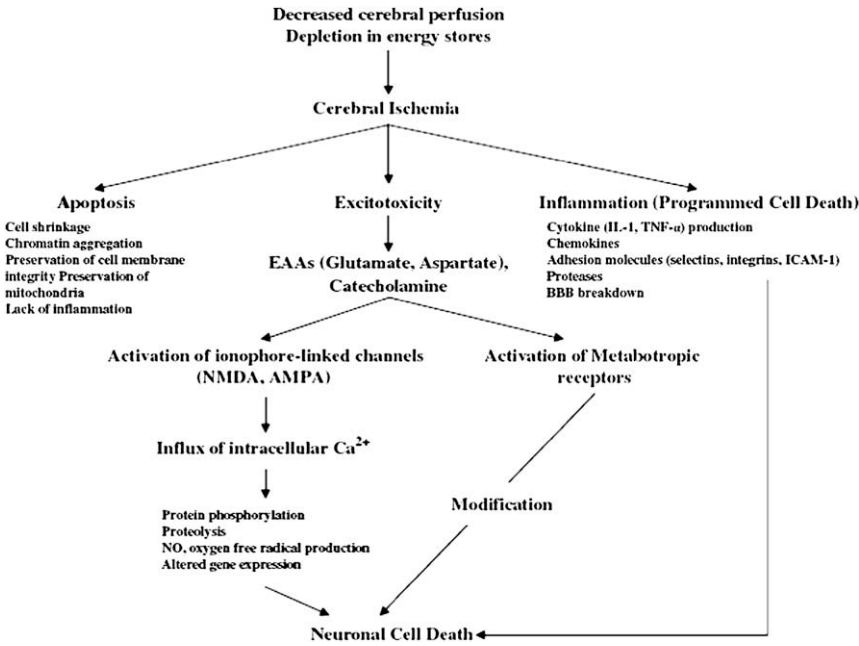 Decreased cerebral perfusion
Depletion in energy stores
Cerebral Ischemia
Apoptosis
Cell shrinkage
Chromatin aggregation
Preservation of cell membrane
integrity Preservation of
mitochondria
Lack of inflammation
Excitotoxicity
EAAs (Glutamate, Aspartate),
Catecholamine
Inflammation (Programmed Cell Death)
Cytokine (IL-1, TNF-α) production
Chemokines
Adhesion molecules (selectins, integrins, ICAM-1)
Proteases
BBB breakdown
Activation of ionophore-linked channels
(NMDA, AMPA)
Activation of Metabotropic
receptors
Influx of intracellular Ca2+
Modification
Protein phosphorylation
Proteolysis
NO, oxygen free radical production
Altered gene expression
Neuronal Cell Death